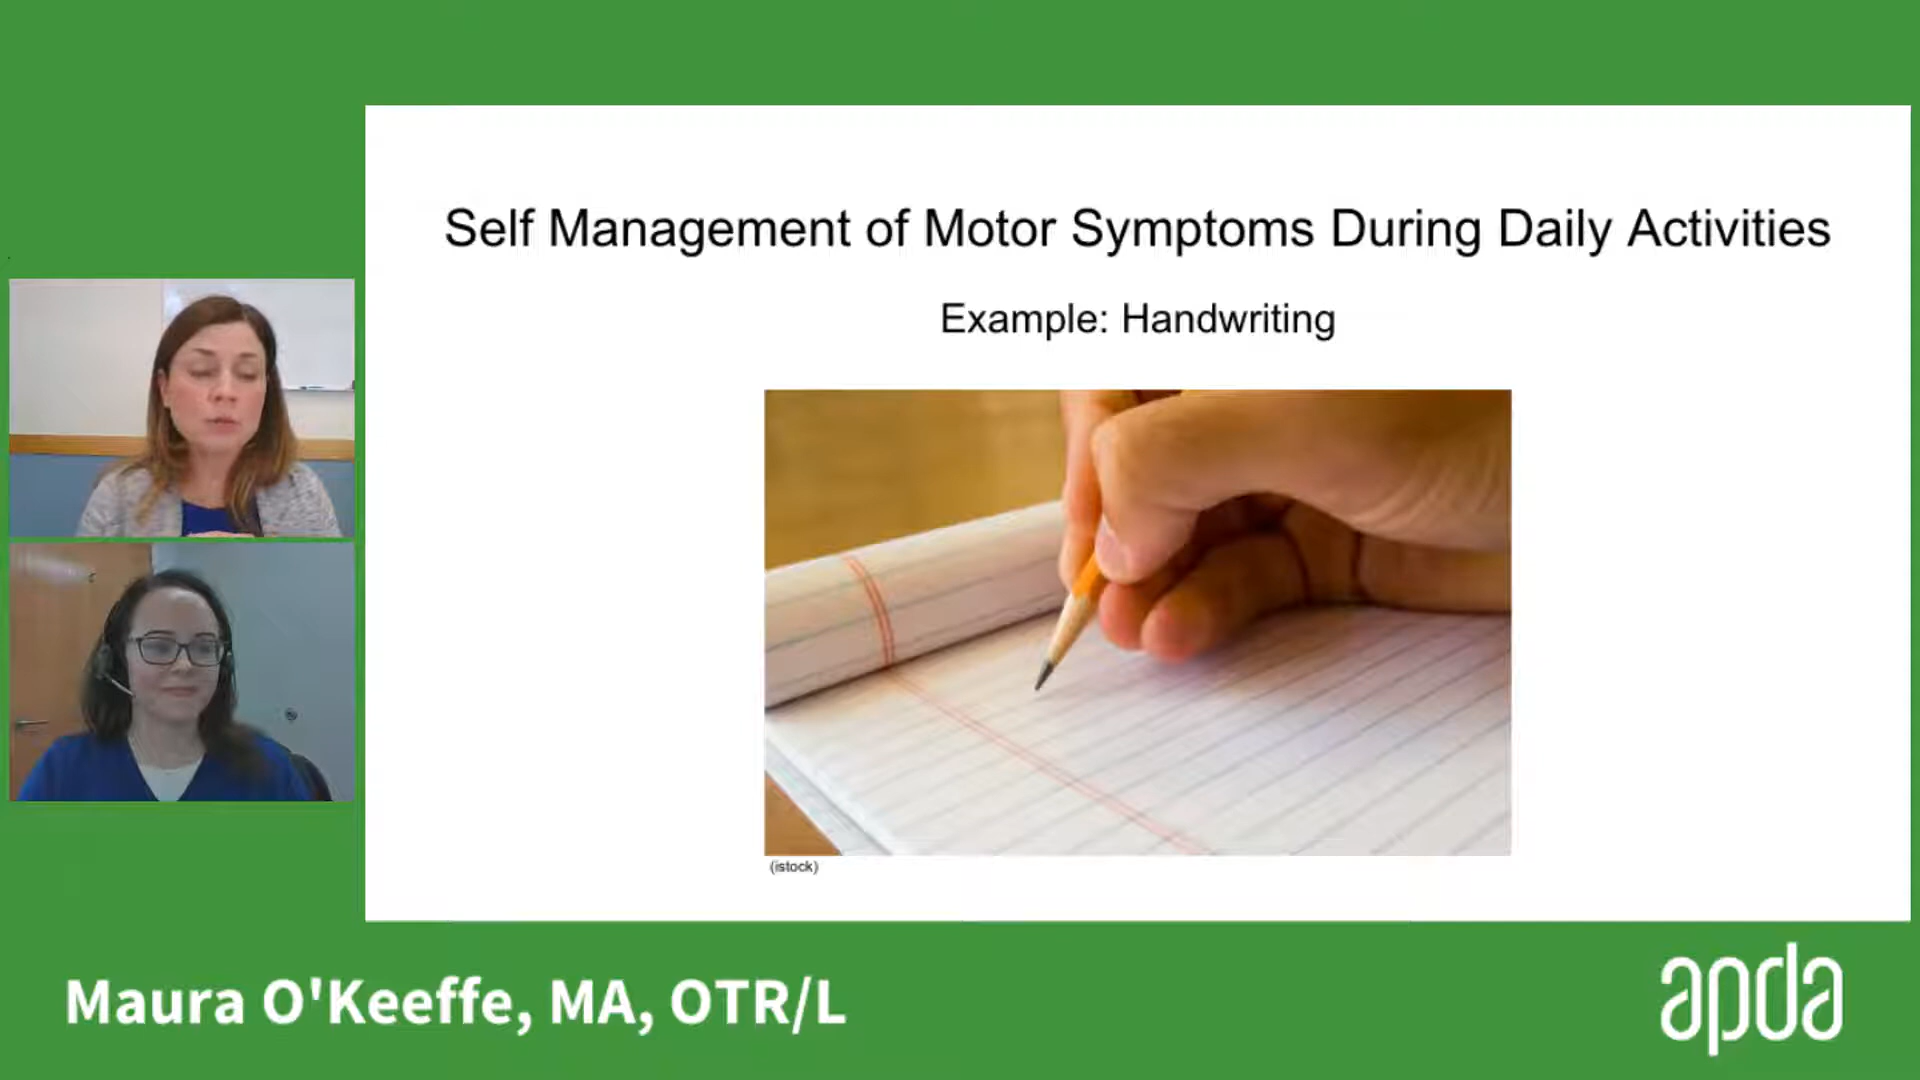 Self Management of Motor Symptoms During Daily Activities
Example: Handwriting
(istock)
Maura O'Keeffe, MA, OTR/L
apda